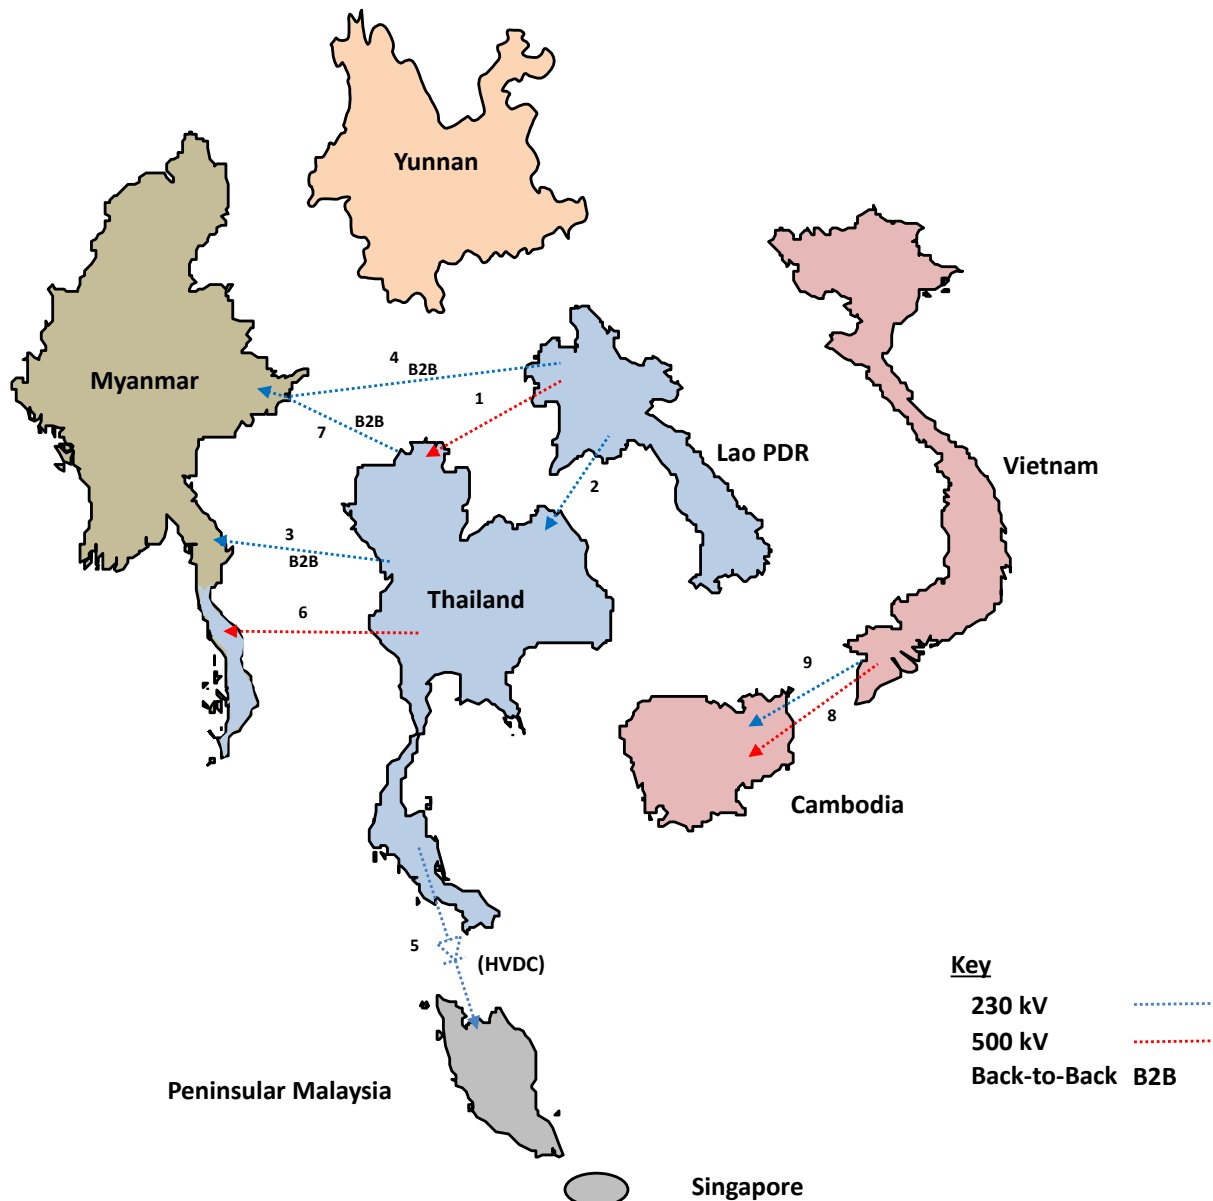 Yunnan
4
B2B
Myanmar
1
B2B
7
Lao PDR
Vietnam
2
3
B2B
Thailand
6
9
8
Cambodia
5
(HVDC)
Key
230 kV
500 kV
Back-to-Back B2B
Peninsular Malaysia
Singapore